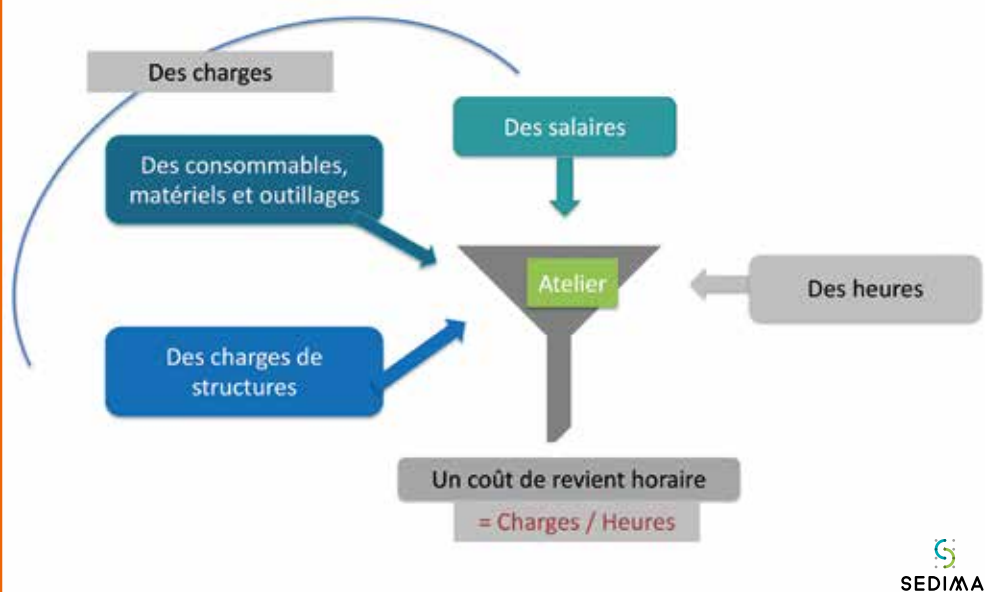 Des charges
Des salaires
Des consommables,
matériels et outillages
Atelier
Des heures
Des charges de
structures
Un coût de revient horaire
= Charges / Heures
SEDIMA